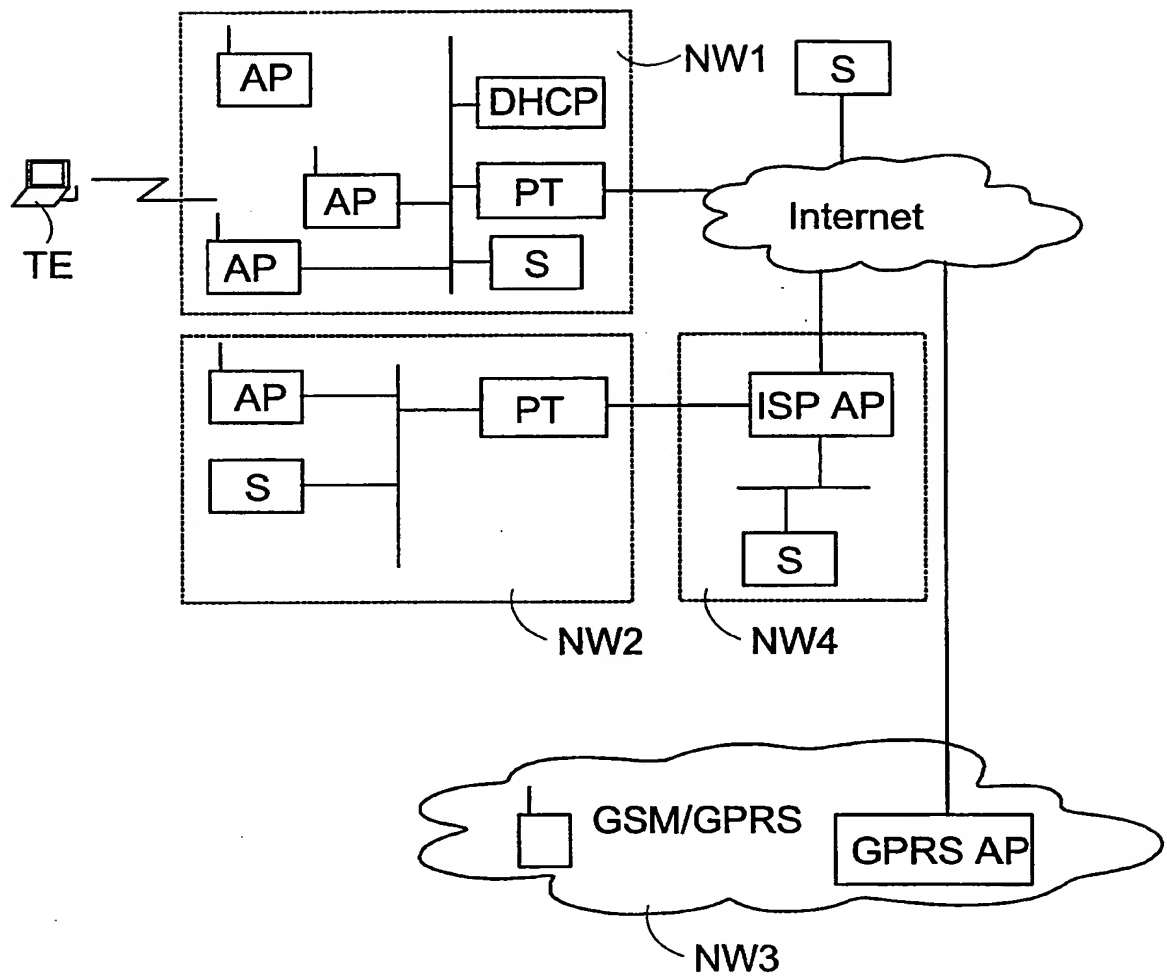 AP
NW1
S
DHCP
AP
PT
Internet
TE
AP
S
AP
PT
ISP AP
S
S
NW2
NW4
GSM/GPRS
GPRS AP
NW3